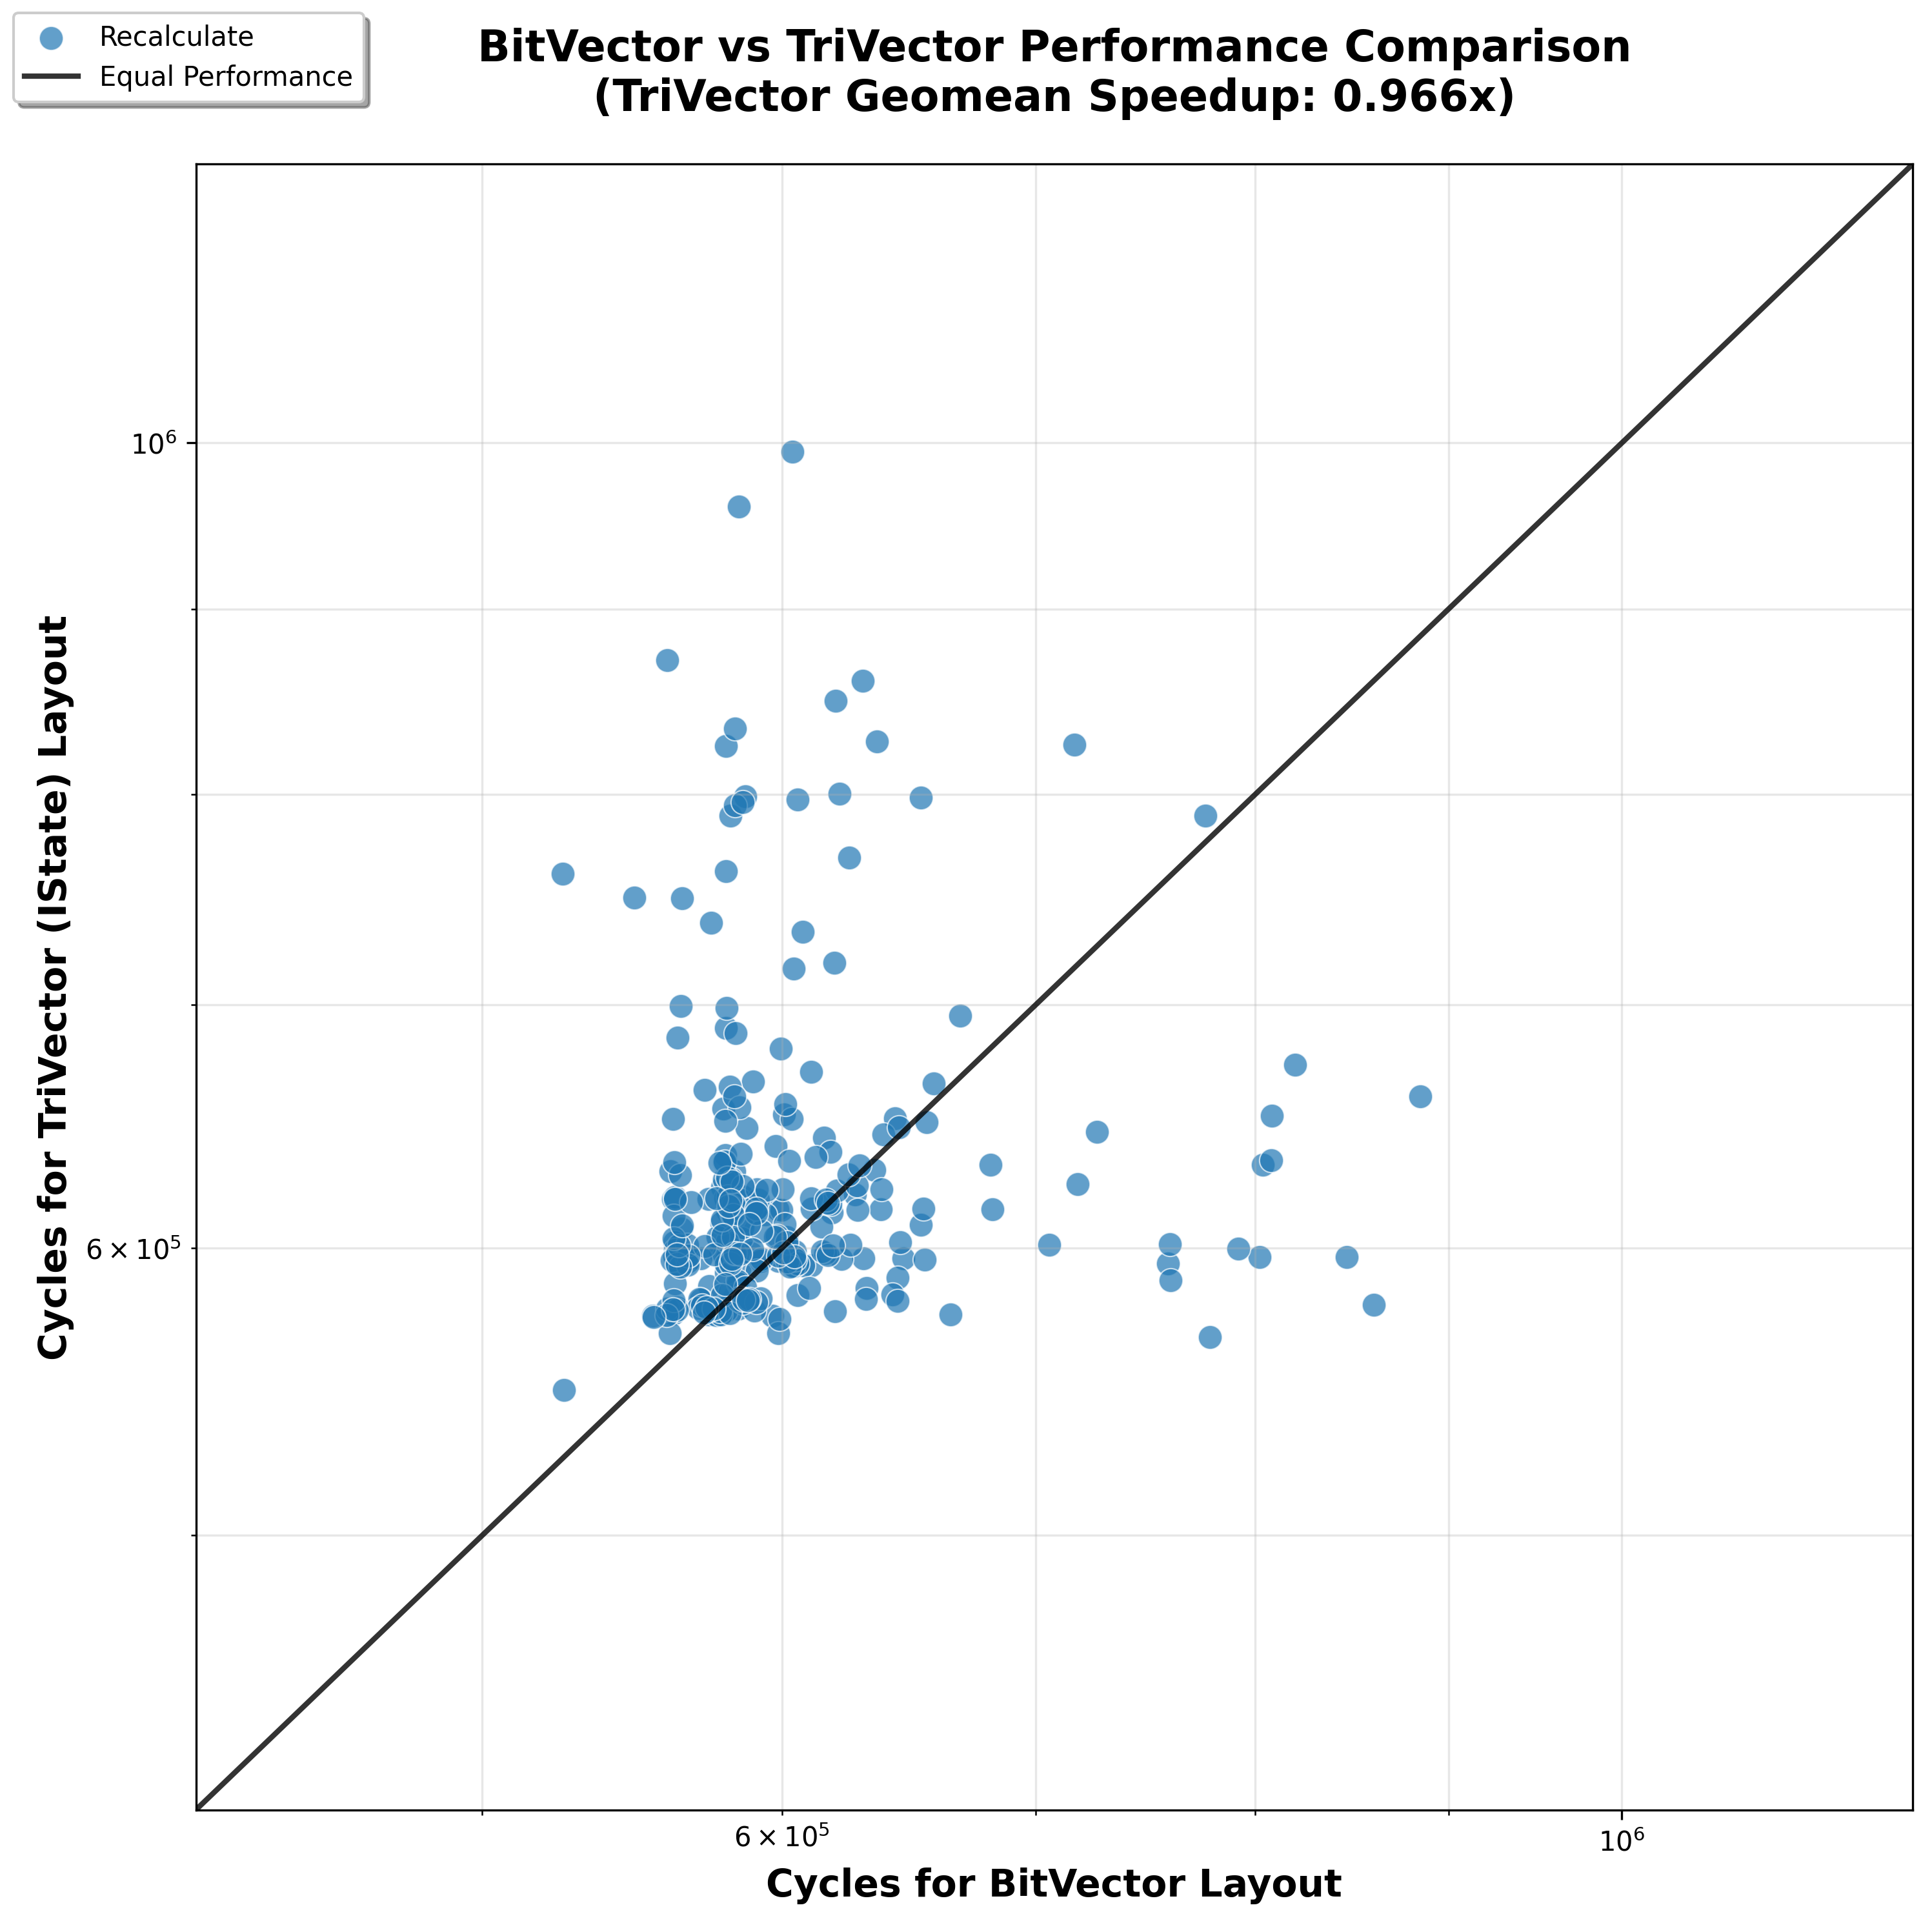 Recalculate
Equal Performance
BitVector vs TriVector Performance Comparison
(TriVector Geomean Speedup: 0.966x)
Cycles for TriVector (IState) Layout
10⁶
6 × 10⁵
6 × 10⁵
10⁶
Cycles for BitVector Layout